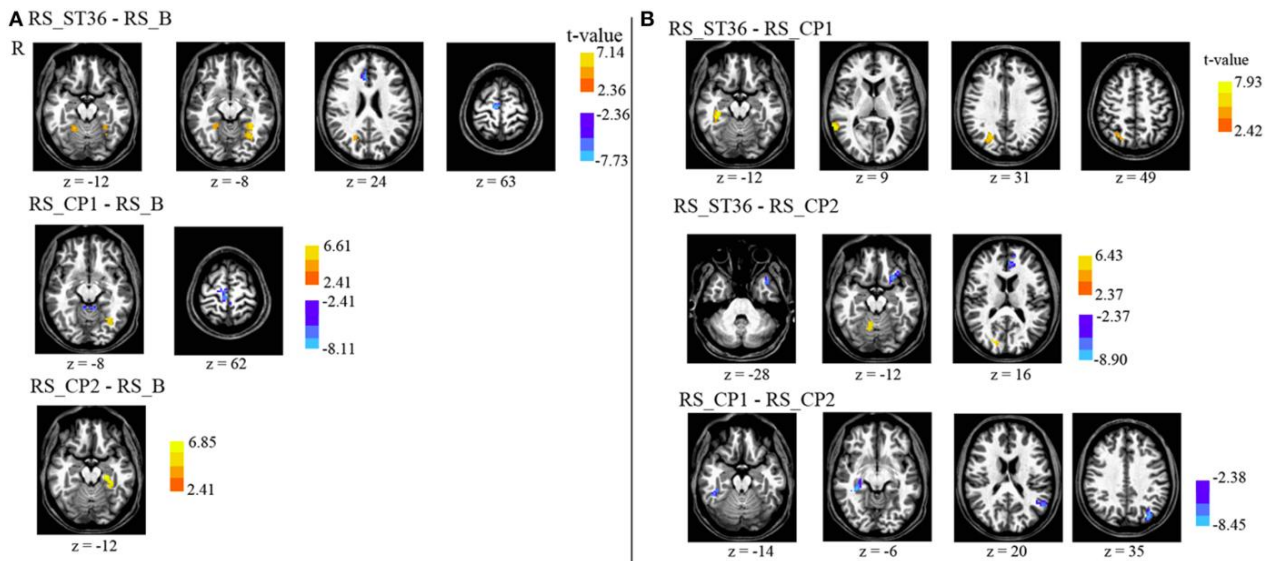 A
RS_ST36 - RS_B
R
t-value
7.14
2.36
-2.36
-7.73
z = -12
z = -8
z = 24
z = 63
RS_CP1 - RS_B
6.61
2.41
-2.41
-8.11
z = -8
z = 62
RS_CP2 - RS_B
6.85
2.41
z = -12
B
RS_ST36 - RS_CP1
t-value
7.93
2.42
z = -12
z = 9
z = 31
z = 49
RS_ST36 - RS_CP2
6.43
2.37
-2.37
-8.90
z = -28
z = -12
z = 16
RS_CP1 - RS_CP2
-2.38
-8.45
z = -14
z = -6
z = 20
z = 35